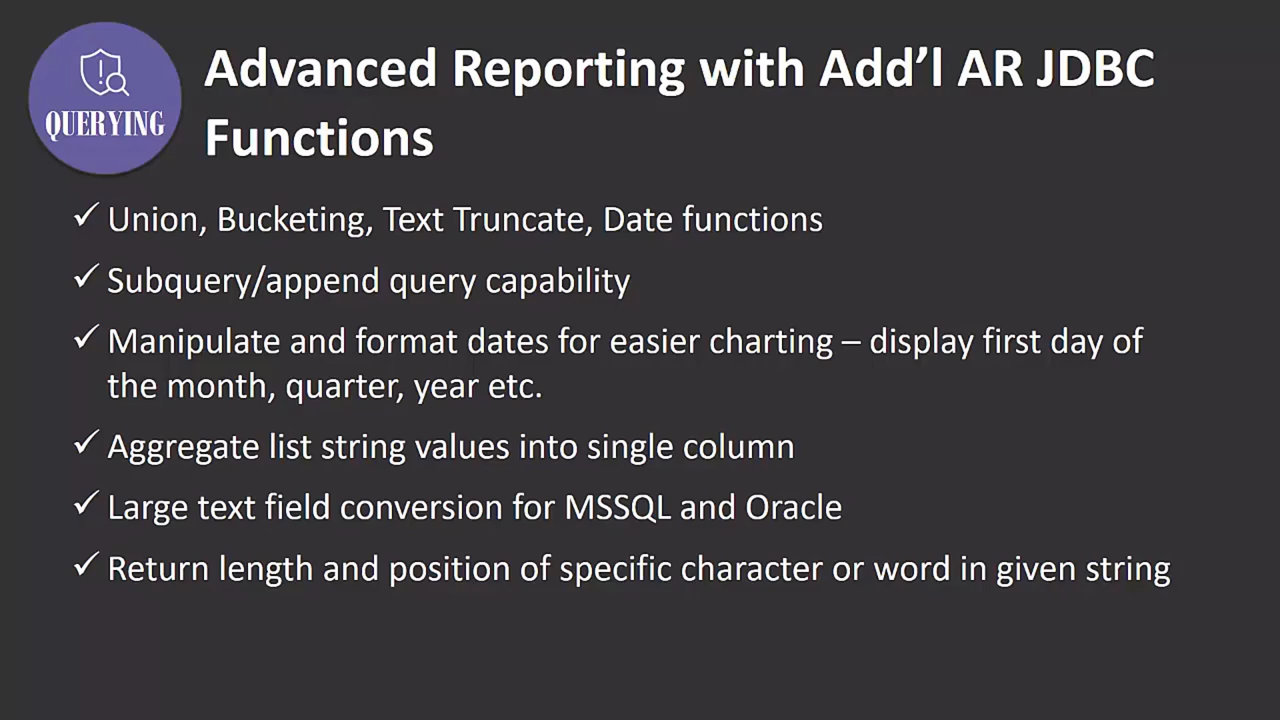 QUERYING
Advanced Reporting with Add’l AR JDBC
Functions
✓ Union, Bucketing, Text Truncate, Date functions
✓ Subquery/append query capability
✓ Manipulate and format dates for easier charting – display first day of
the month, quarter, year etc.
✓ Aggregate list string values into single column
✓ Large text field conversion for MSSQL and Oracle
✓ Return length and position of specific character or word in given string